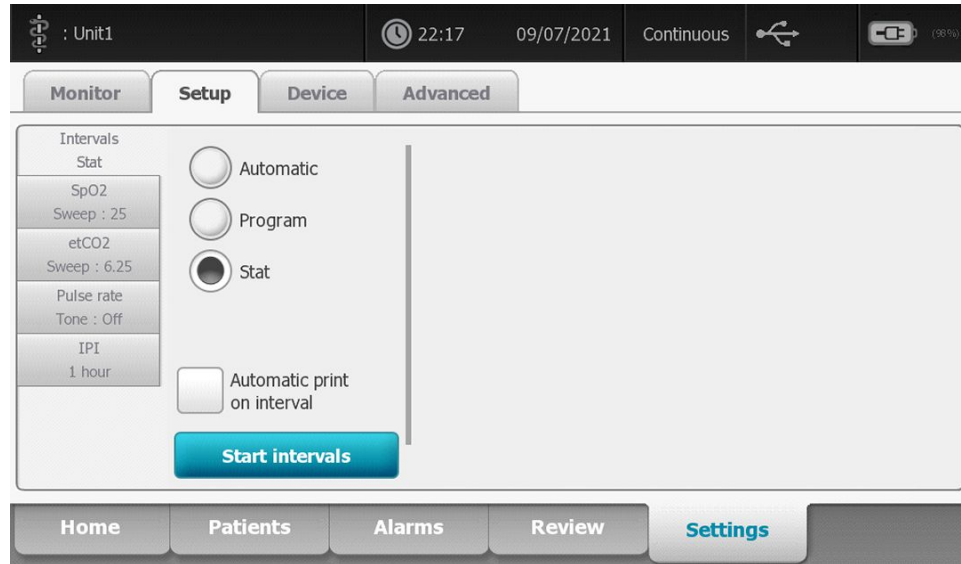 : Unit1
22:17
09/07/2021
Continuous
(98%)
Monitor
Setup
Device
Advanced
Intervals
Stat
SpO2
Sweep : 25
etCO2
Sweep : 6.25
Pulse rate
Tone : Off
IPI
1 hour
Automatic
Program
Stat
Automatic print
on interval
Start intervals
Home
Patients
Alarms
Review
Settings